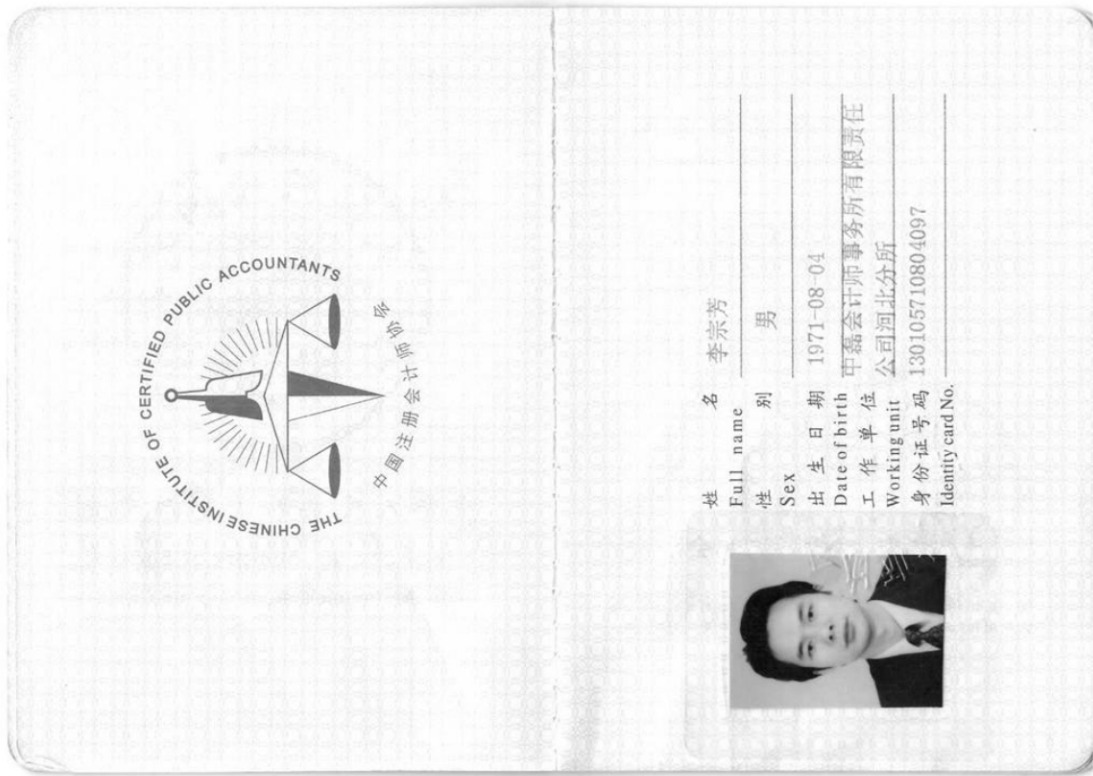 THE CHINESE INSTITUTE OF CERTIFIED PUBLIC ACCOUNTANTS
中国注册会计师协会
姓 名 李宗芳
Full name
性 别 男
Sex
出生日期 1971-08-04
Date of birth
工作单位 中磊会计师事务所有限责任
Working unit 公司河北分所
身份证号码 130105710804097
Identity card No.